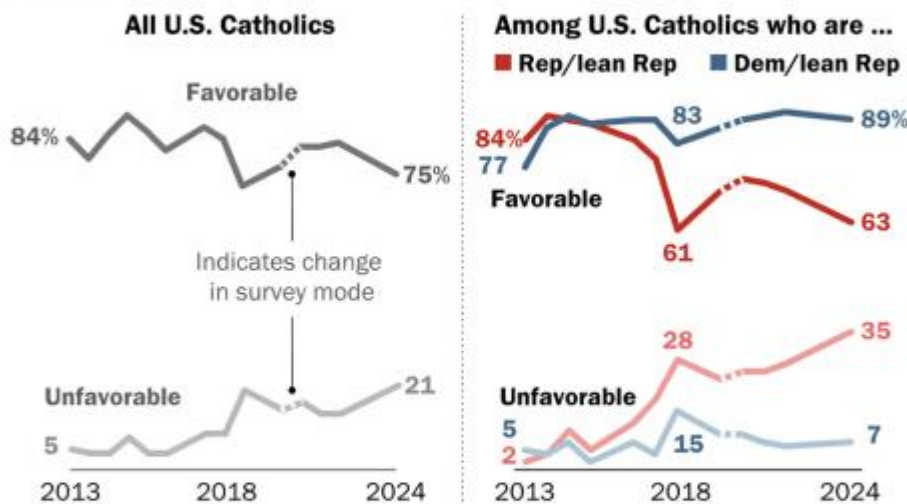 All U.S. Catholics
Favorable
84%
75%
Indicates change
in survey mode
Unfavorable
5
21
2013
2018
2024
Among U.S. Catholics who are ...
Rep/lean Rep
Dem/lean Rep
84%
77
83
89%
Favorable
61
63
28
35
Unfavorable
5
2
15
7
2013
2018
2024